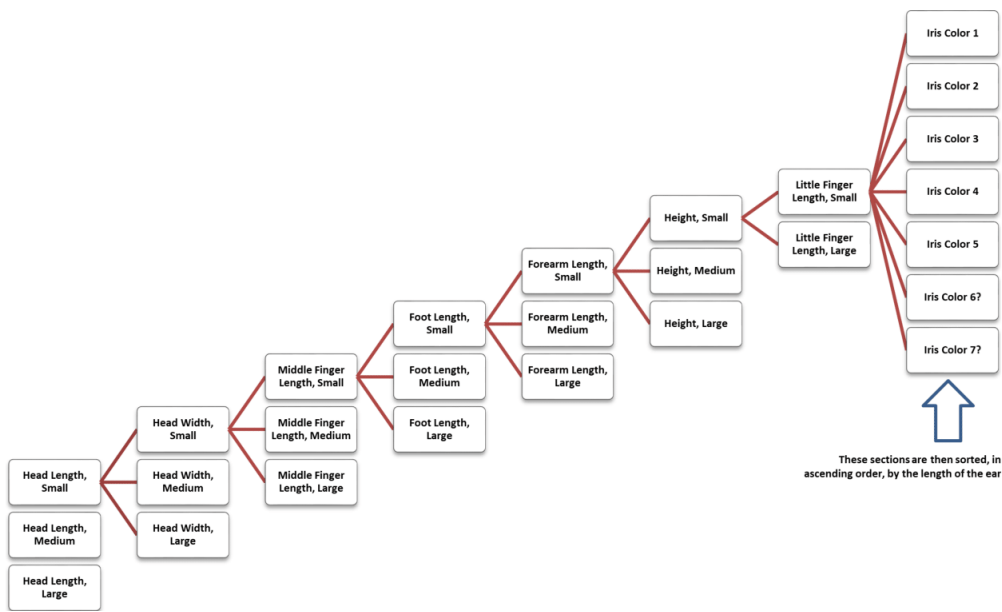 Head Length,
Small
Head Length,
Medium
Head Length,
Large
Head Width,
Small
Head Width,
Medium
Head Width,
Large
Middle Finger
Length, Small
Middle Finger
Length, Medium
Middle Finger
Length, Large
Foot Length,
Small
Foot Length,
Medium
Foot Length,
Large
Forearm Length,
Small
Forearm Length,
Medium
Forearm Length,
Large
Height, Small
Height, Medium
Height, Large
Little Finger
Length, Small
Little Finger
Length, Large
Iris Color 1
Iris Color 2
Iris Color 3
Iris Color 4
Iris Color 5
Iris Color 6?
Iris Color 7?
These sections are then sorted, in
ascending order, by the length of the ear